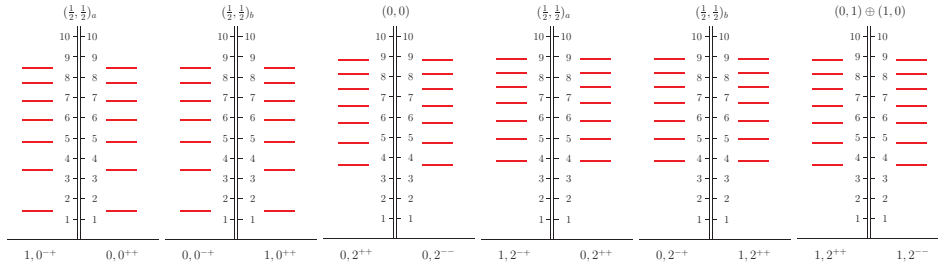 (½, ½)ₐ (½, ½)_b (0, 0) (½, ½)ₐ (½, ½)_b (0, 1) ⊕ (1, 0)
10 10 10 10 10 10 10 10 10 10 10 10
9 9 9 9 9 9 9 9 9 9 9 9
8 8 8 8 8 8 8 8 8 8 8 8
7 7 7 7 7 7 7 7 7 7 7 7
6 6 6 6 6 6 6 6 6 6 6 6
5 5 5 5 5 5 5 5 5 5 5 5
4 4 4 4 4 4 4 4 4 4 4 4
3 3 3 3 3 3 3 3 3 3 3 3
2 2 2 2 2 2 2 2 2 2 2 2
1 1 1 1 1 1 1 1 1 1 1 1
1, 0⁻⁺ 0, 0⁺⁺ 0, 0⁻⁺ 1, 0⁺⁺ 0, 2⁺⁺ 0, 2⁻⁻ 1, 2⁻⁺ 0, 2⁺⁺ 0, 2⁻⁺ 1, 2⁺⁺ 1, 2⁺⁺ 1, 2⁻⁻